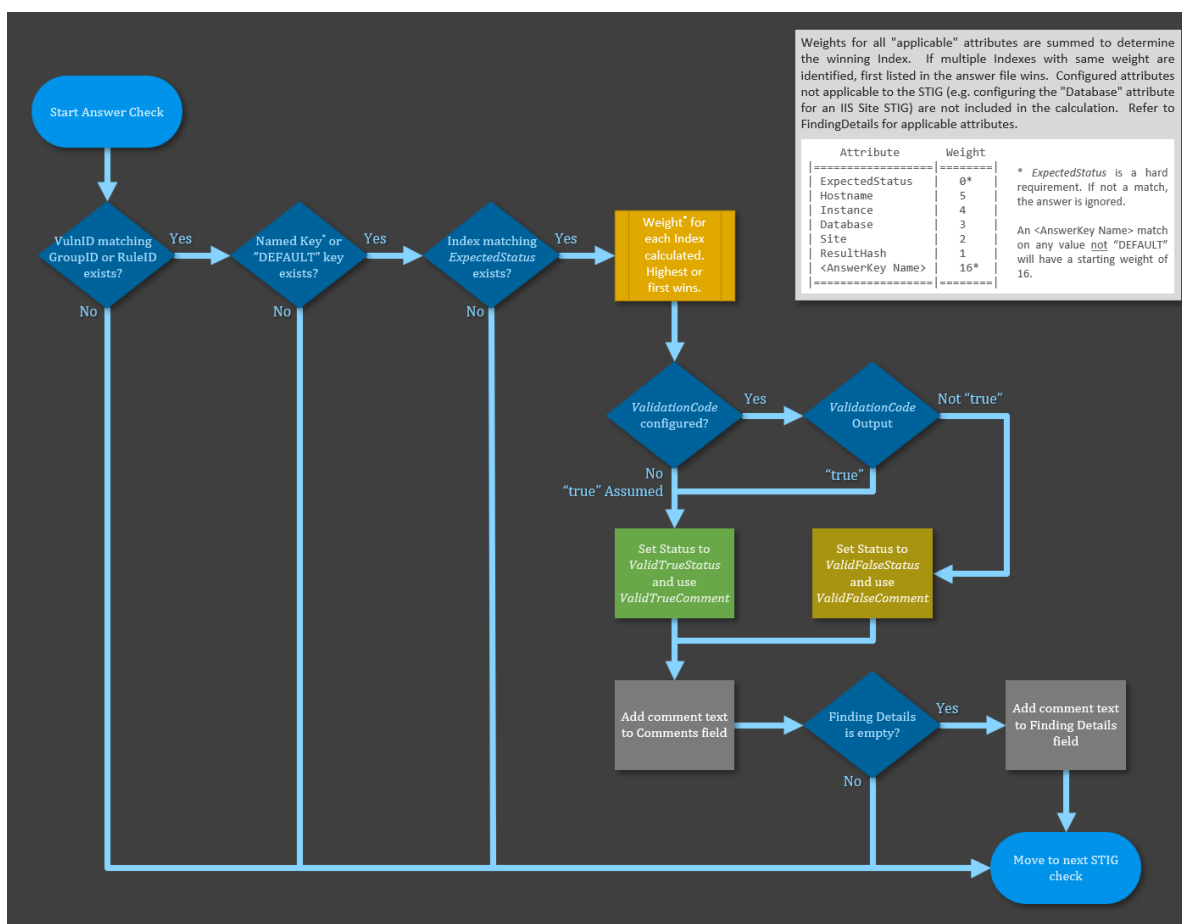 Weights for all "applicable" attributes are summed to determine
the winning Index. If multiple Indexes with same weight are
identified, first listed in the answer file wins. Configured attributes
not applicable to the STIG (e.g. configuring the "Database" attribute
for an IIS Site STIG) are not included in the calculation. Refer to
FindingDetails for applicable attributes.
Attribute Weight
|==================|========|
| ExpectedStatus | 0* |
| Hostname | 5 |
| Instance | 4 |
| Database | 3 |
| Site | 2 |
| ResultHash | 1 |
| <AnswerKey Name> | 16* |
|==================|========|
* ExpectedStatus is a hard
requirement. If not a match,
the answer is ignored.
An <AnswerKey Name> match
on any value not "DEFAULT"
will have a starting weight of
16.
Start Answer Check
VulnID matching
GroupID or RuleID
exists?
Yes
No
Named Key* or
"DEFAULT" key
exists?
Yes
No
Index matching
ExpectedStatus
exists?
Yes
No
Weight* for
each Index
calculated.
Highest or
first wins.
ValidationCode
configured?
Yes
No
"true" Assumed
ValidationCode
Output
Not "true"
"true"
Set Status to
ValidTrueStatus
and use
ValidTrueComment
Set Status to
ValidFalseStatus
and use
ValidFalseComment
Add comment text
to Comments field
Finding Details
is empty?
Yes
No
Add comment text
to Finding Details
field
Move to next STIG
check